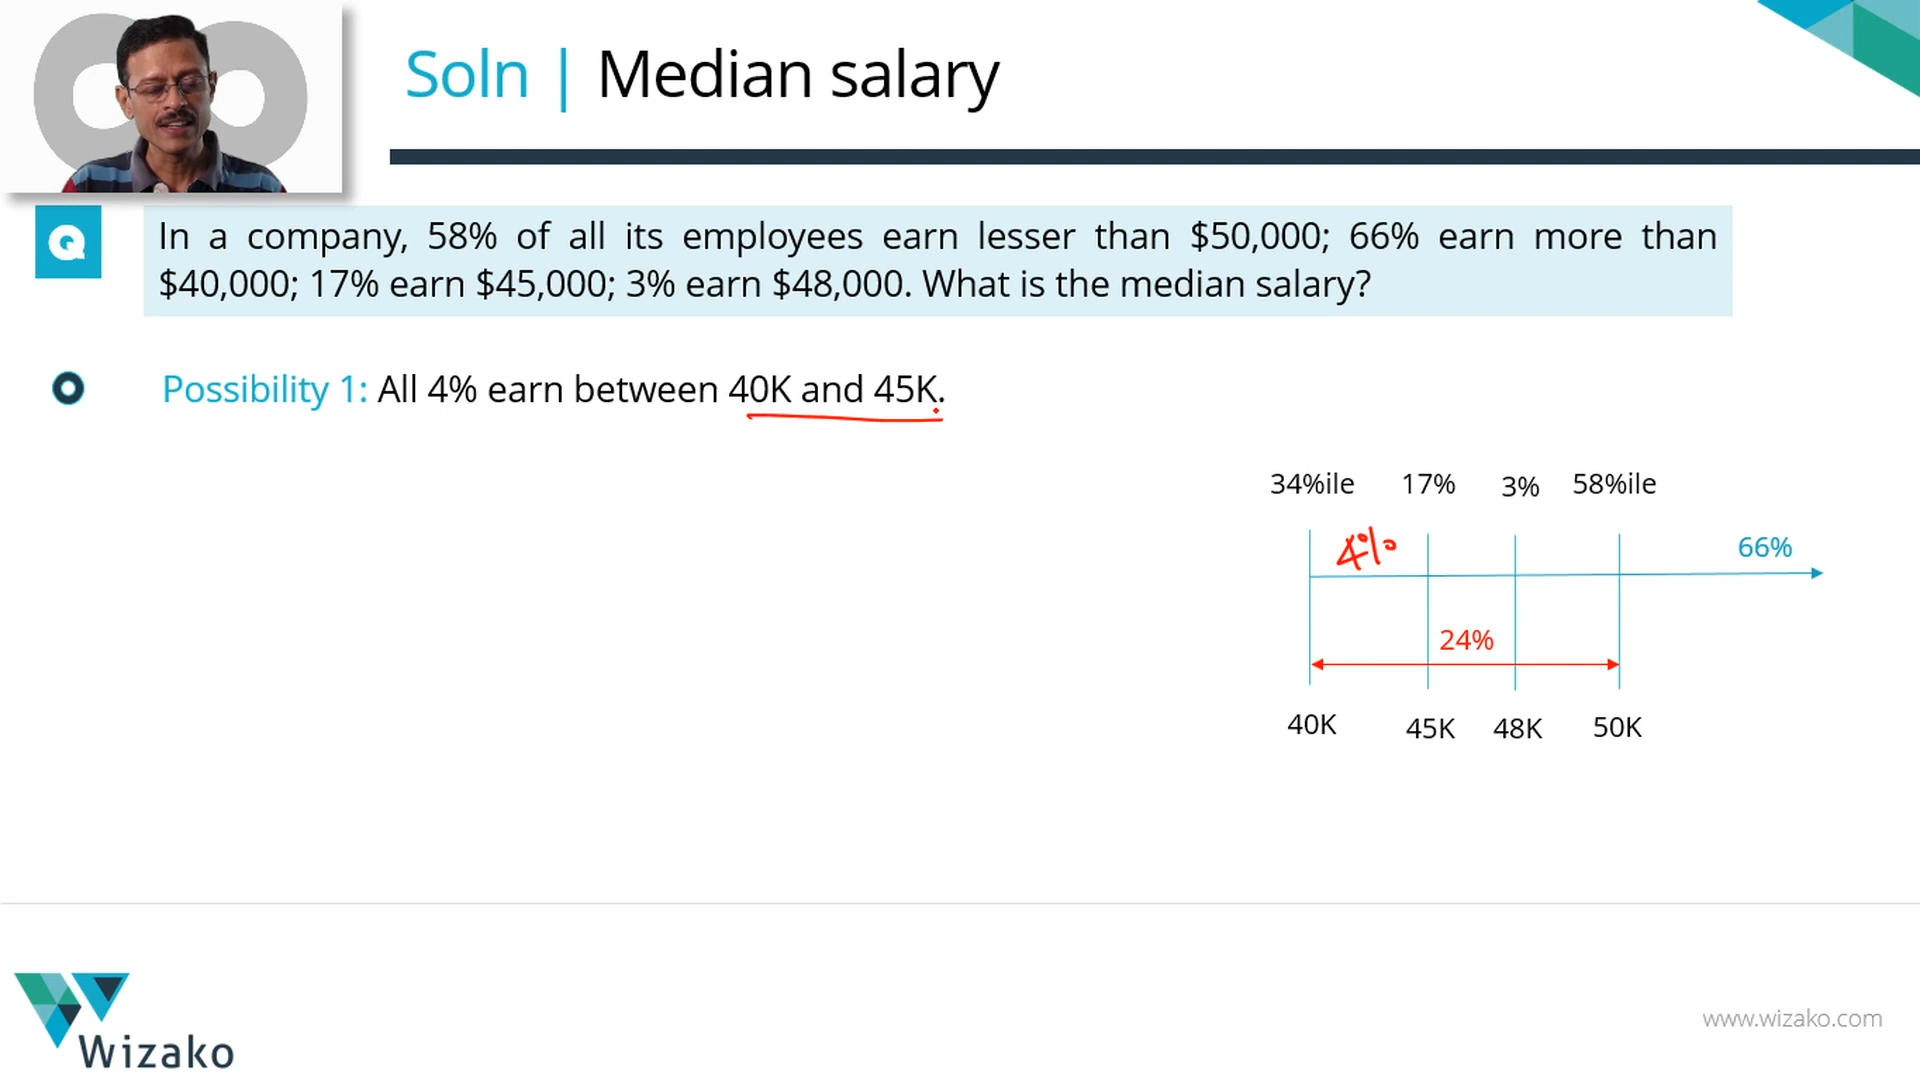 Soln | Median salary
Q
In a company, 58% of all its employees earn lesser than $50,000; 66% earn more than
$40,000; 17% earn $45,000; 3% earn $48,000. What is the median salary?
Possibility 1: All 4% earn between 40K and 45K.
34%ile 17% 3% 58%ile
4%
66%
24%
40K 45K 48K 50K
Wizako
www.wizako.com